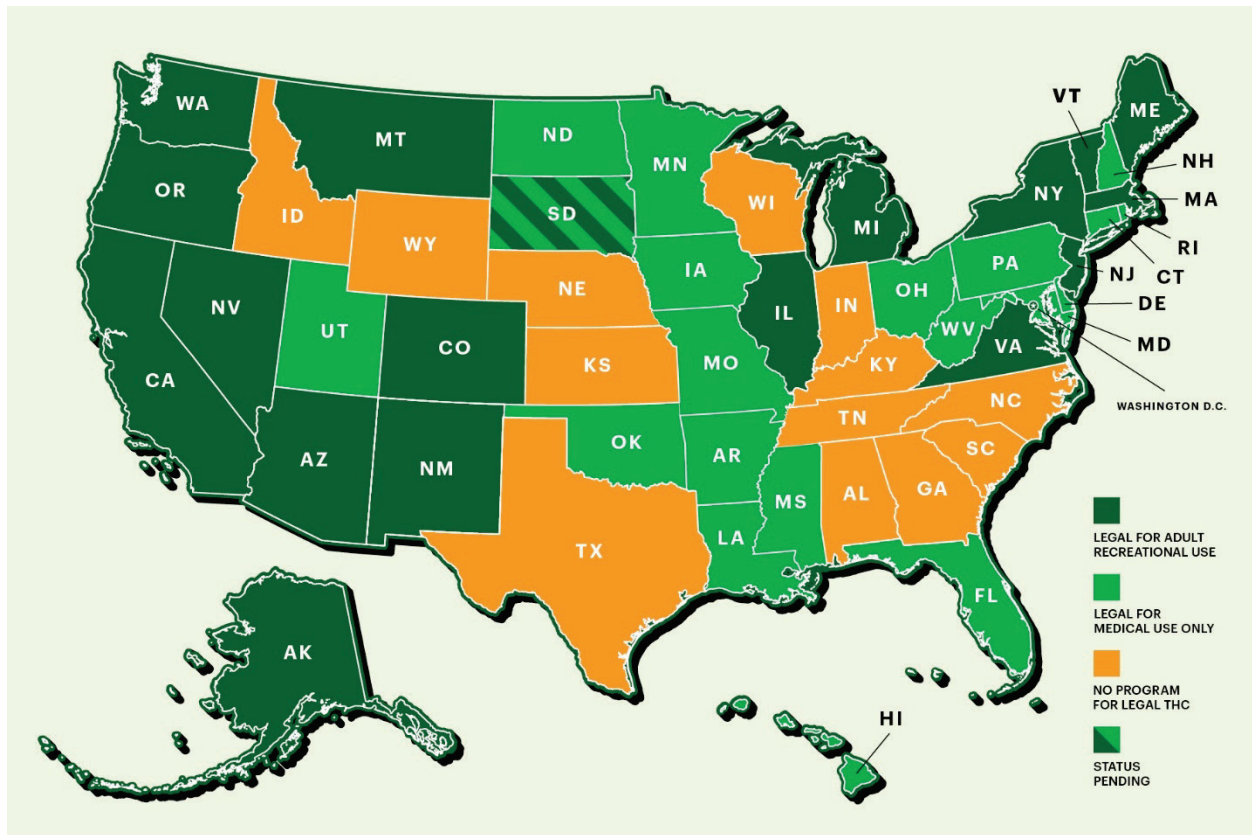 WA
MT
ND
MN
VT
ME
OR
ID
WY
SD
WI
MI
NY
NH
MA
RI
CT
NJ
DE
MD
WASHINGTON D.C.
NV
UT
CO
NE
IA
IL
IN
OH
PA
WV
VA
CA
AZ
NM
KS
MO
KY
TN
NC
SC
OK
AR
TX
LA
MS
AL
GA
FL
AK
HI
LEGAL FOR ADULT
RECREATIONAL USE
LEGAL FOR
MEDICAL USE ONLY
NO PROGRAM
FOR LEGAL THC
STATUS
PENDING